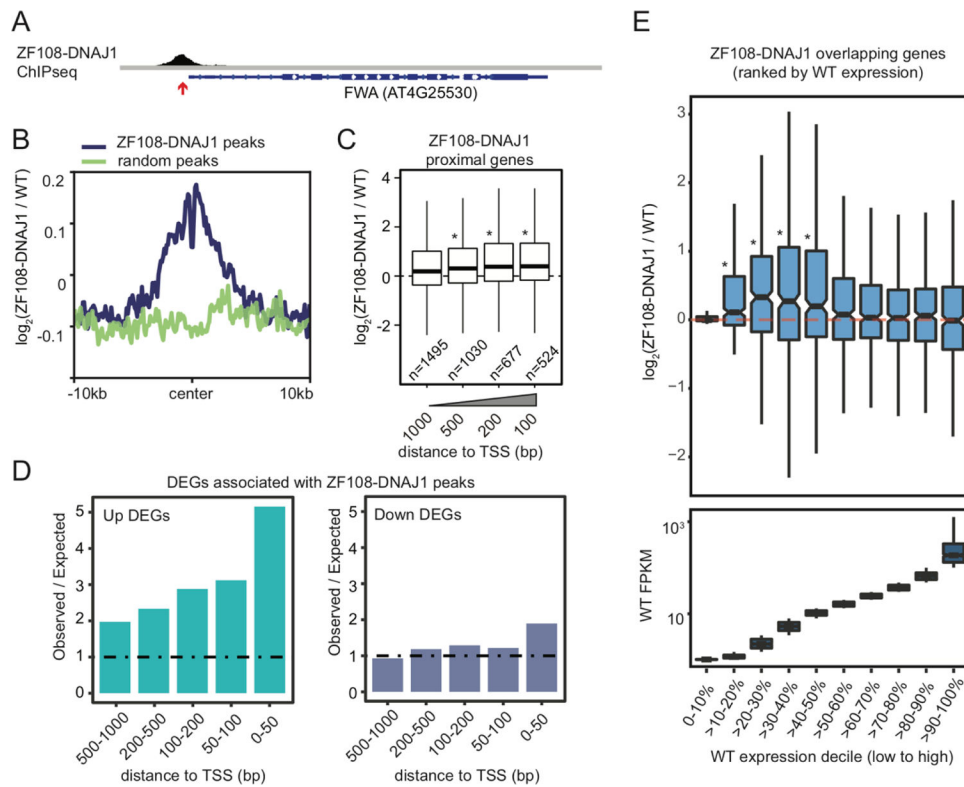 A
ZF108-DNAJ1
ChIPseq
FWA (AT4G25530)
B
ZF108-DNAJ1 peaks
random peaks
log2(ZF108-DNAJ1 / WT)
0.2
0.1
0
-0.1
-10kb
center
10kb
C
ZF108-DNAJ1
proximal genes
log2(ZF108-DNAJ1 / WT)
4
2
0
-2
n=1495
n=1030
n=677
n=524
1000
500
200
100
distance to TSS (bp)
D
DEGs associated with ZF108-DNAJ1 peaks
Up DEGs
Observed / Expected
5
4
3
2
1
0
500-1000
200-500
100-200
50-100
0-50
distance to TSS (bp)
Down DEGs
Observed / Expected
5
4
3
2
1
0
500-1000
200-500
100-200
50-100
0-50
distance to TSS (bp)
E
ZF108-DNAJ1 overlapping genes
(ranked by WT expression)
log2(ZF108-DNAJ1 / WT)
3
2
1
0
−1
−2
* * * *
WT FPKM
10³
10
0-10%
>10-20%
>20-30%
>30-40%
>40-50%
>50-60%
>60-70%
>70-80%
>80-90%
>90-100%
WT expression decile (low to high)